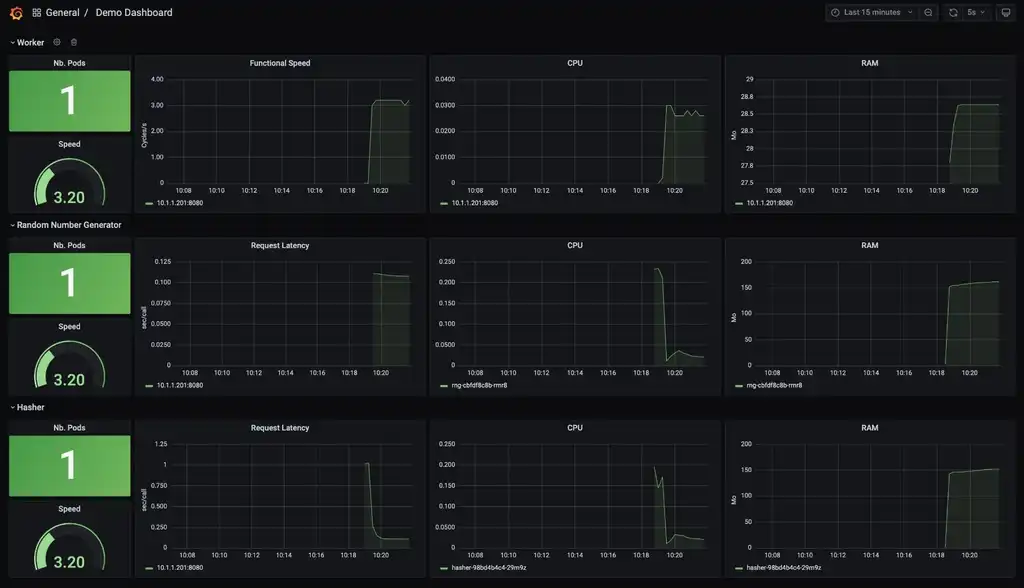 General / Demo Dashboard
Last 15 minutes
5s
Worker
Nb. Pods
1
Speed
3.20
Functional Speed
Cycles/s
4.00
3.00
2.00
1.00
0
10:08 10:10 10:12 10:14 10:16 10:18 10:20
10.1.1.201:8080
CPU
0.0400
0.0300
0.0200
0.0100
0
10:08 10:10 10:12 10:14 10:16 10:18 10:20
10.1.1.201:8080
RAM
Mo
29
28.8
28.5
28.3
28
27.8
27.5
10:08 10:10 10:12 10:14 10:16 10:18 10:20
10.1.1.201:8080
Random Number Generator
Nb. Pods
1
Speed
3.20
Request Latency
sec/call
0.125
0.100
0.0750
0.0500
0.0250
0
10:08 10:10 10:12 10:14 10:16 10:18 10:20
10.1.1.201:8080
CPU
0.250
0.200
0.150
0.100
0.0500
0
10:08 10:10 10:12 10:14 10:16 10:18 10:20
rng-cbfdf8c8b-rmr8
RAM
Mo
200
150
100
50
0
10:08 10:10 10:12 10:14 10:16 10:18 10:20
rng-cbfdf8c8b-rmr8
Hasher
Nb. Pods
1
Speed
3.20
Request Latency
sec/call
1.25
1
0.750
0.500
0.250
0
10:08 10:10 10:12 10:14 10:16 10:18 10:20
10.1.1.201:8080
CPU
0.250
0.200
0.150
0.100
0.0500
0
10:08 10:10 10:12 10:14 10:16 10:18 10:20
hasher-98bd4b4c4-29m9z
RAM
Mo
200
150
100
50
0
10:08 10:10 10:12 10:14 10:16 10:18 10:20
hasher-98bd4b4c4-29m9z